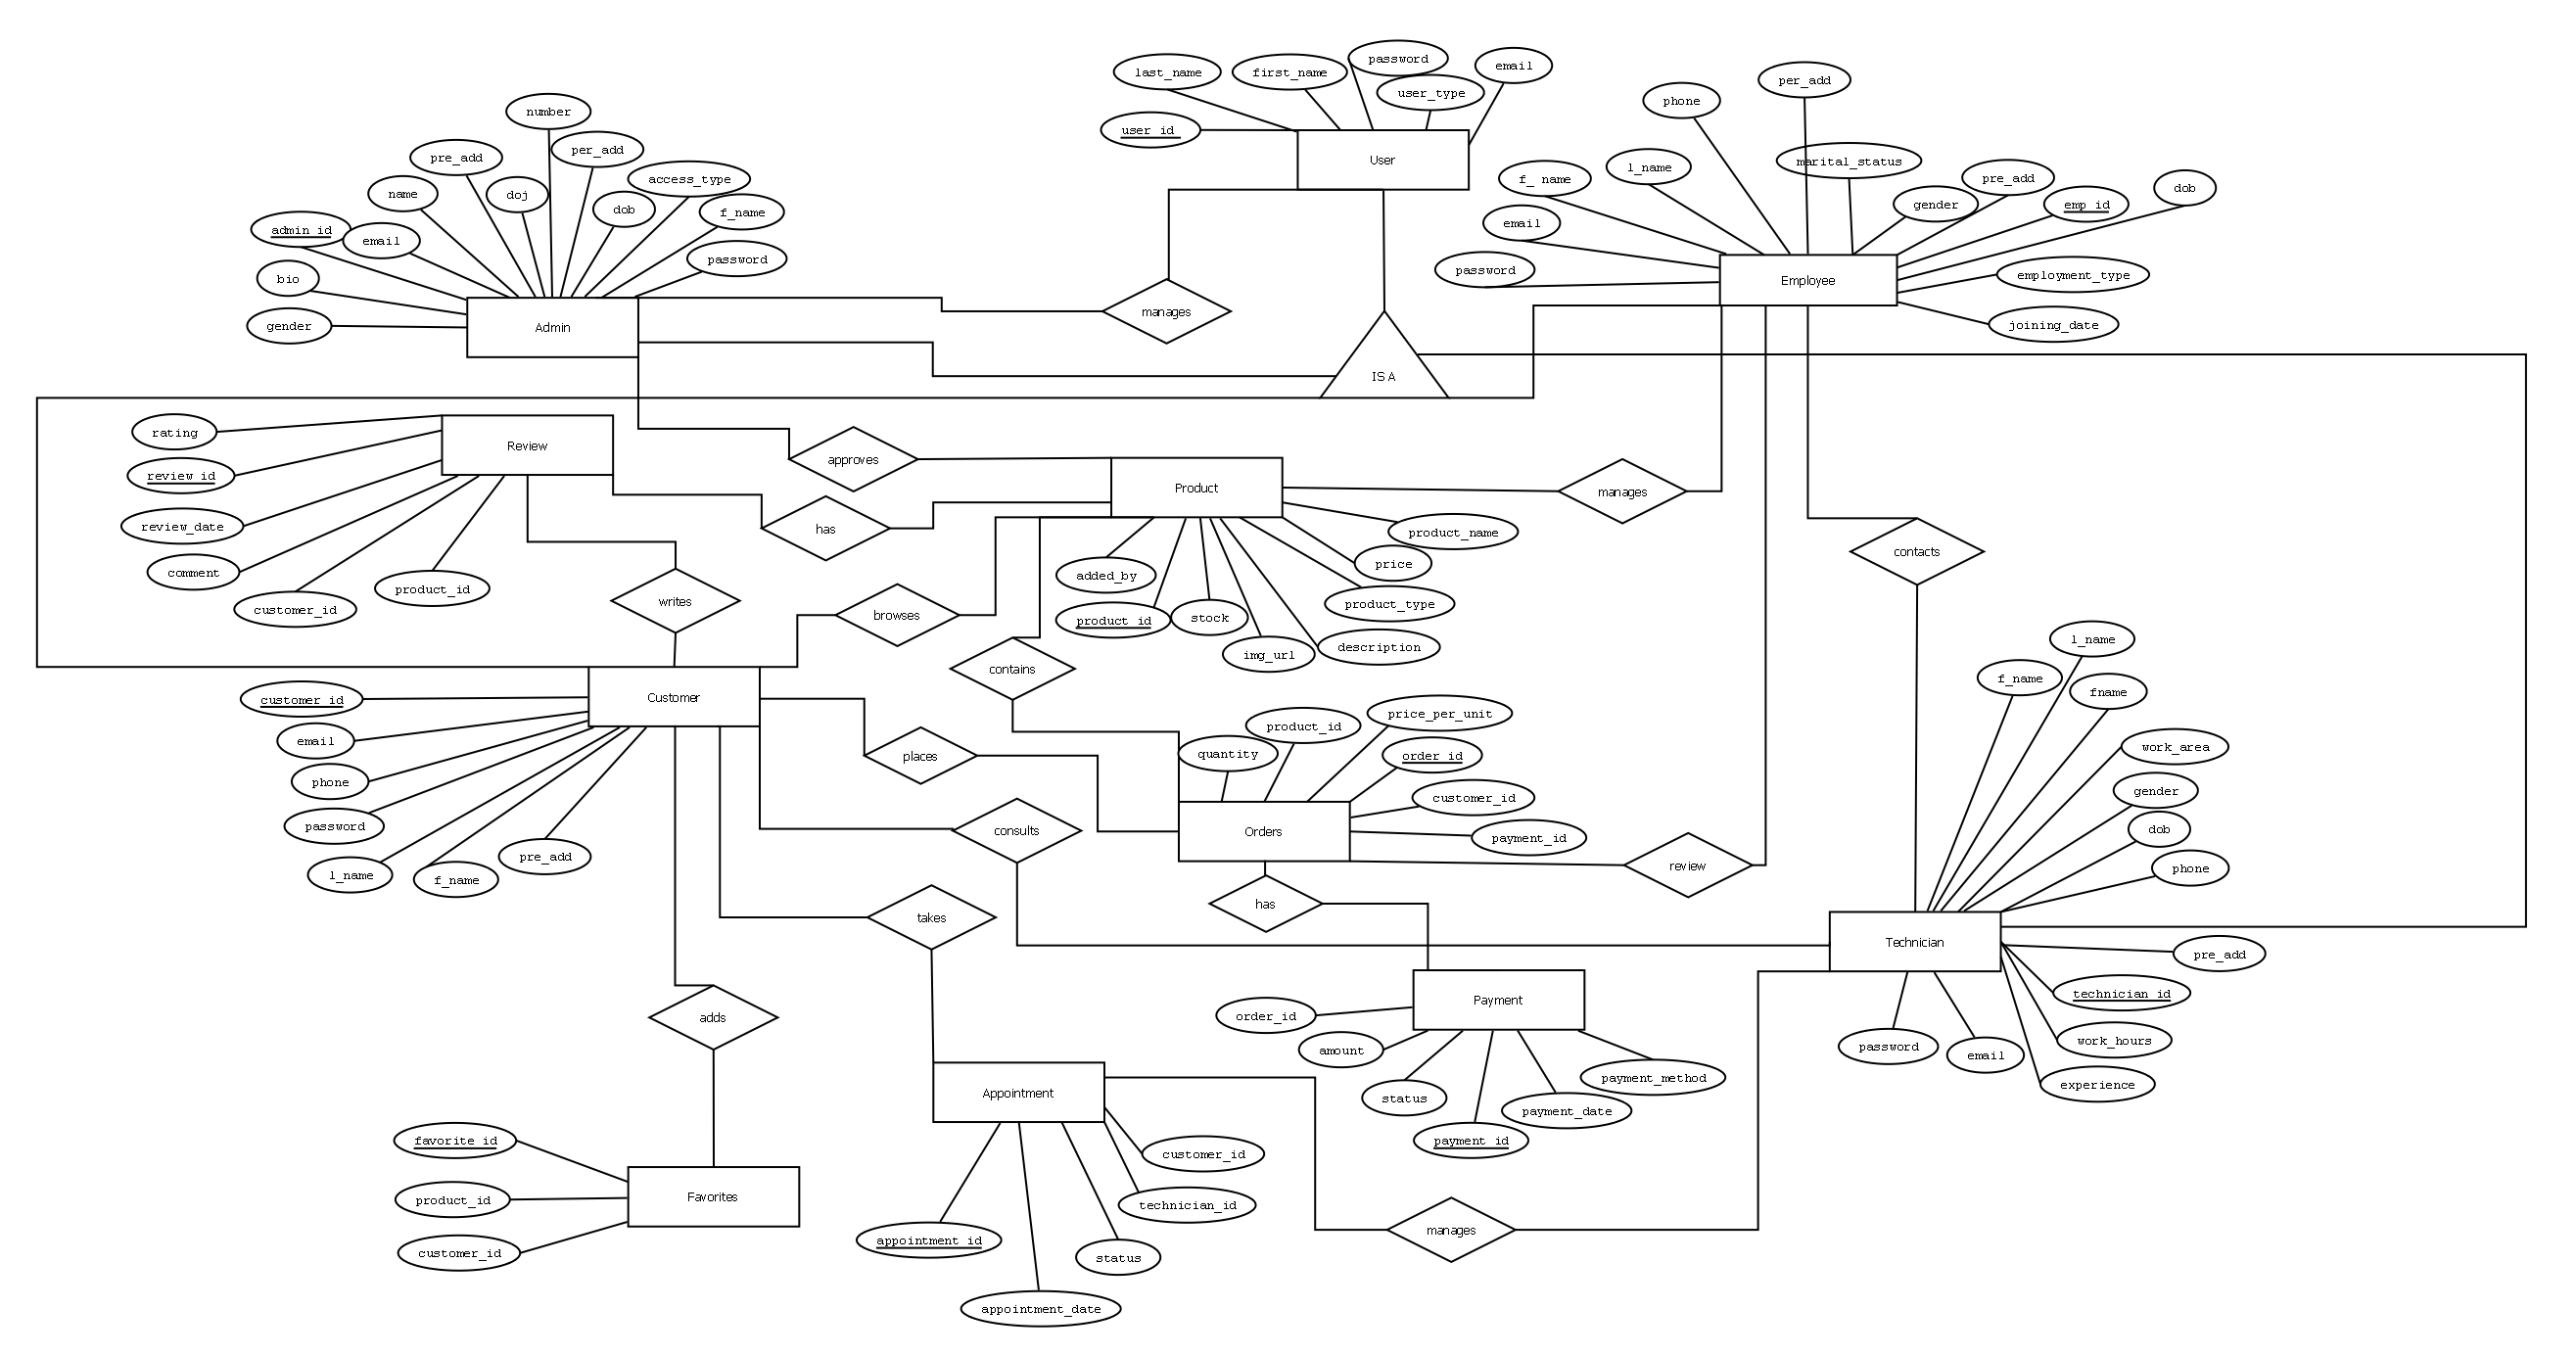 last_name
first_name
password
email
user_type
user_id
User
number
pre_add
per_add
name
doj
access_type
dob
f_name
admin_id
email
password
bio
gender
Admin
manages
IS A
per_add
phone
marital_status
l_name
f_ name
pre_add
dob
gender
emp_id
email
password
employment_type
Employee
joining_date
rating
Review
review_id
review_date
comment
customer_id
product_id
approves
has
writes
browses
Product
manages
product_name
price
product_type
description
added_by
product_id
stock
img_url
contains
contacts
Customer
customer_id
email
phone
password
l_name
f_name
pre_add
places
consults
takes
adds
product_id
price_per_unit
quantity
order_id
customer_id
payment_id
Orders
review
has
l_name
f_name
fname
work_area
gender
dob
phone
Technician
pre_add
technician_id
work_hours
experience
password
email
Payment
order_id
amount
status
payment_id
payment_date
payment_method
Appointment
customer_id
technician_id
status
appointment_id
appointment_date
manages
favorite_id
Favorites
product_id
customer_id